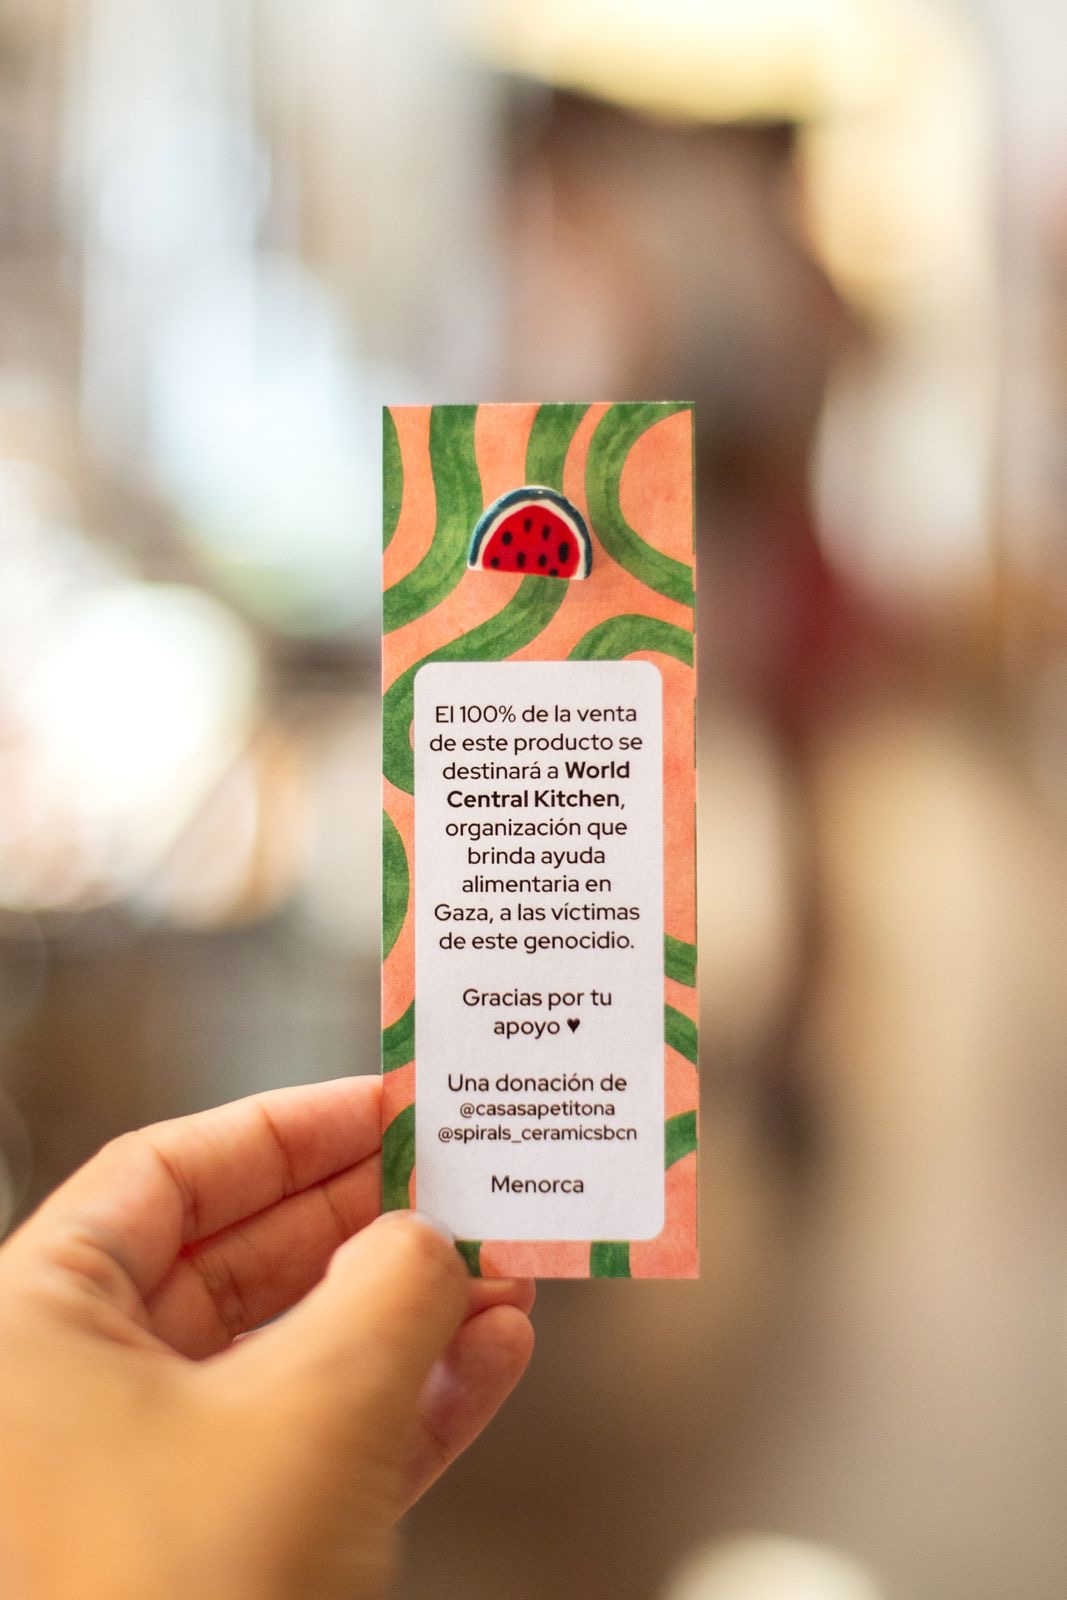 El 100% de la venta
de este producto se
destinará a World
Central Kitchen,
organización que
brinda ayuda
alimentaria en
Gaza, a las víctimas
de este genocidio.
Gracias por tu
apoyo ♥
Una donación de
@casasapetitona
@spirals_ceramicsbcn
Menorca